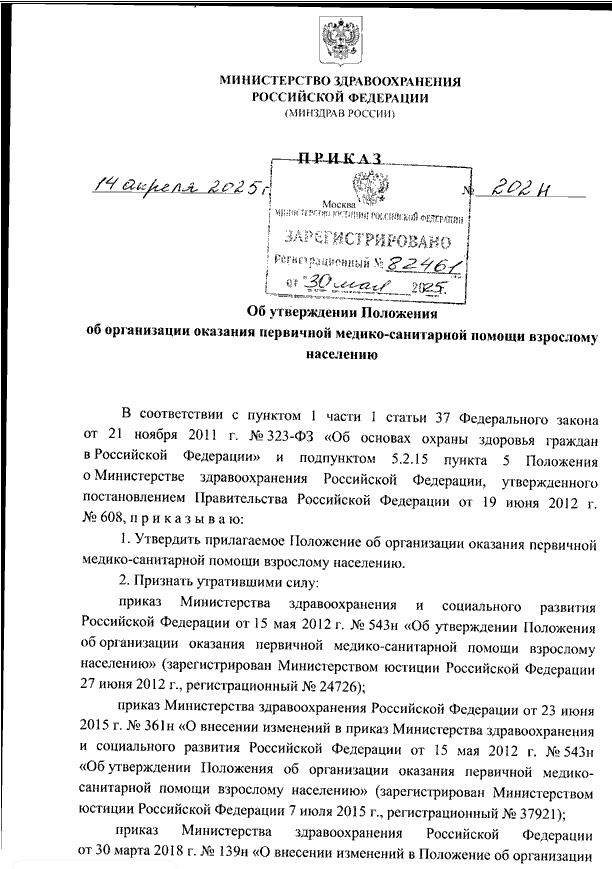 МИНИСТЕРСТВО ЗДРАВООХРАНЕНИЯ
РОССИЙСКОЙ ФЕДЕРАЦИИ
(МИНЗДРАВ РОССИИ)
П Р И К А З
14 апреля 2025 г.
№ 202н
Москва
МИНИСТЕРСТВО ЮСТИЦИИ РОССИЙСКОЙ ФЕДЕРАЦИИ
ЗАРЕГИСТРИРОВАНО
Регистрационный № 82461
от "30 мая 2025.
Об утверждении Положения
об организации оказания первичной медико-санитарной помощи взрослому
населению
В соответствии с пунктом 1 части 1 статьи 37 Федерального закона
от 21 ноября 2011 г. № 323-ФЗ «Об основах охраны здоровья граждан
в Российской Федерации» и подпунктом 5.2.15 пункта 5 Положения
о Министерстве здравоохранения Российской Федерации, утвержденного
постановлением Правительства Российской Федерации от 19 июня 2012 г.
№ 608, п р и к а з ы в а ю:
1. Утвердить прилагаемое Положение об организации оказания первичной
медико-санитарной помощи взрослому населению.
2. Признать утратившими силу:
приказ Министерства здравоохранения и социального развития
Российской Федерации от 15 мая 2012 г. № 543н «Об утверждении Положения
об организации оказания первичной медико-санитарной помощи взрослому
населению» (зарегистрирован Министерством юстиции Российской Федерации
27 июня 2012 г., регистрационный № 24726);
приказ Министерства здравоохранения Российской Федерации от 23 июня
2015 г. № 361н «О внесении изменений в приказ Министерства здравоохранения
и социального развития Российской Федерации от 15 мая 2012 г. № 543н
«Об утверждении Положения об организации оказания первичной медико-
санитарной помощи взрослому населению» (зарегистрирован Министерством
юстиции Российской Федерации 7 июля 2015 г., регистрационный № 37921);
приказ Министерства здравоохранения Российской Федерации
от 30 марта 2018 г. № 139н «О внесении изменений в Положение об организации